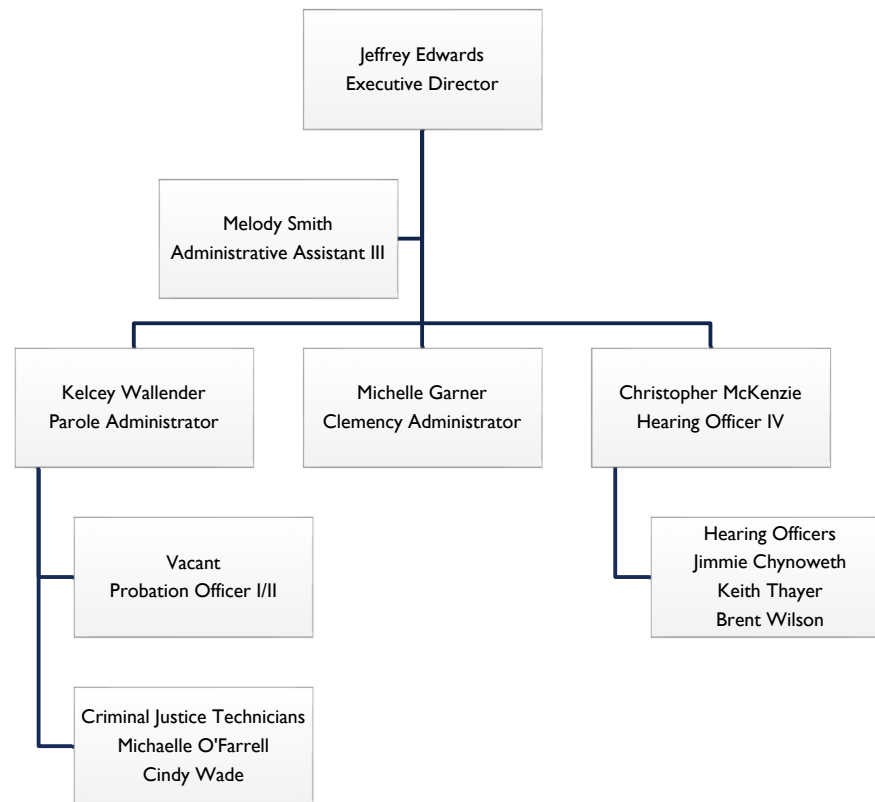 Jeffrey Edwards
Executive Director
Melody Smith
Administrative Assistant III
Kelcey Wallender
Parole Administrator
Michelle Garner
Clemency Administrator
Christopher McKenzie
Hearing Officer IV
Vacant
Probation Officer I/II
Hearing Officers
Jimmie Chynoweth
Keith Thayer
Brent Wilson
Criminal Justice Technicians
Michaelle O'Farrell
Cindy Wade